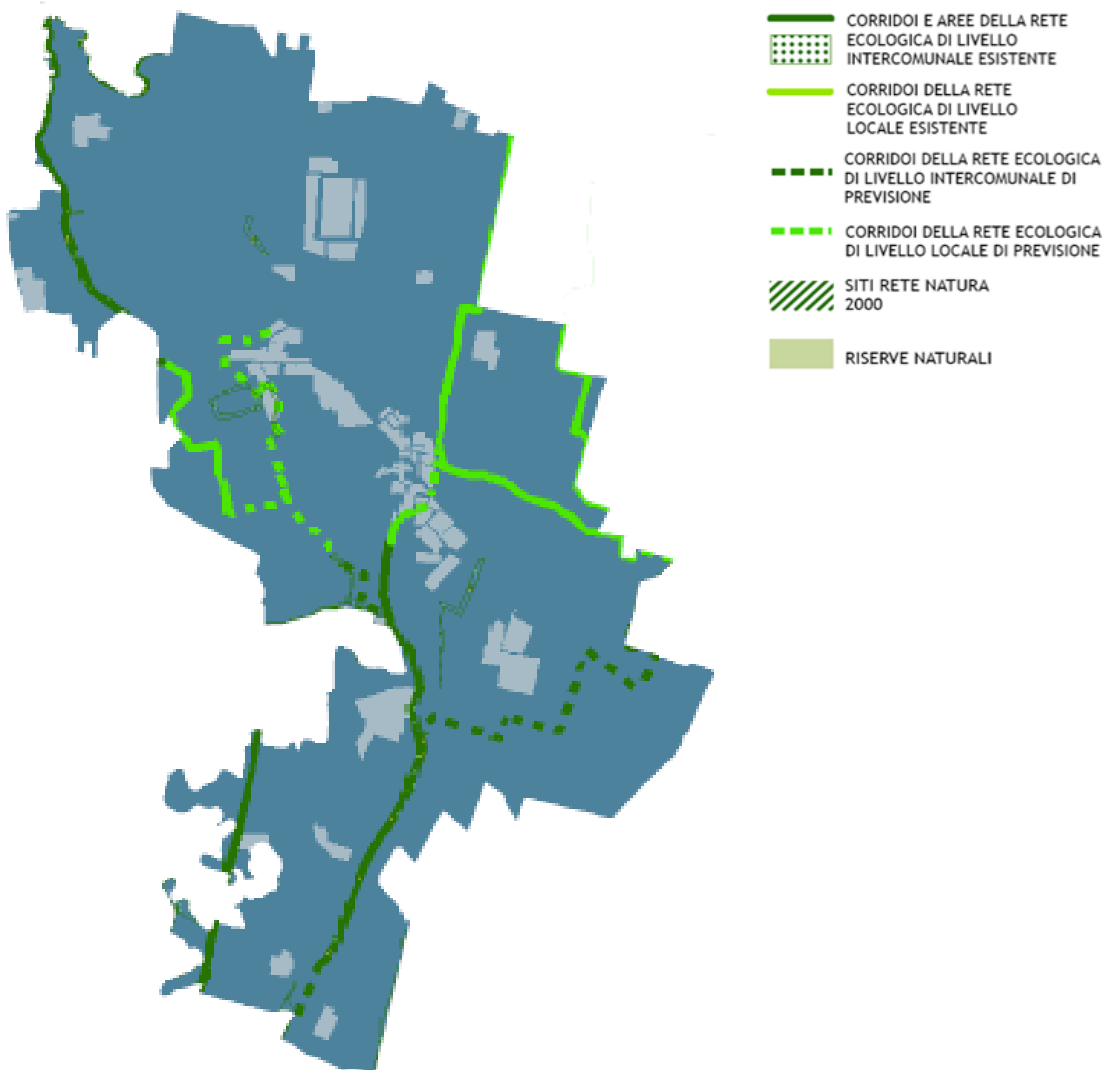 CORRIDOI E AREE DELLA RETE
ECOLOGICA DI LIVELLO
INTERCOMUNALE ESISTENTE
CORRIDOI DELLA RETE
ECOLOGICA DI LIVELLO
LOCALE ESISTENTE
CORRIDOI DELLA RETE ECOLOGICA
DI LIVELLO INTERCOMUNALE DI
PREVISIONE
CORRIDOI DELLA RETE ECOLOGICA
DI LIVELLO LOCALE DI PREVISIONE
SITI RETE NATURA
2000
RISERVE NATURALI